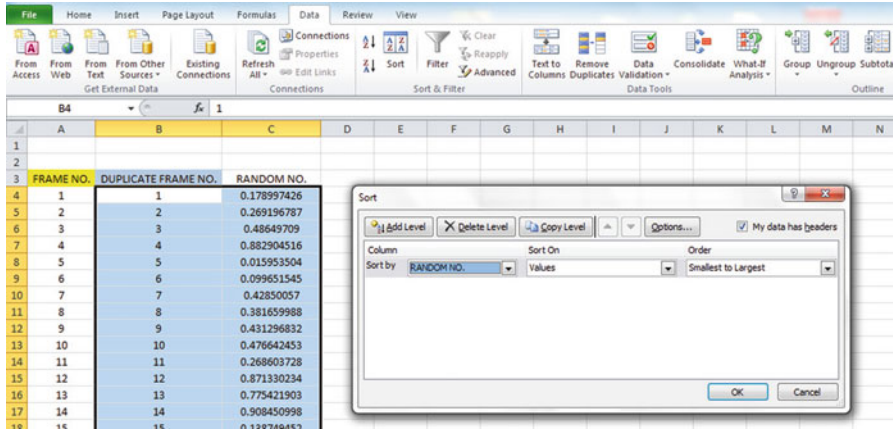 File Home Insert Page Layout Formulas Data Review View
From Access From Web From Text From Other Sources Existing Connections
Get External Data
Refresh All Connections Properties Edit Links
Connections
Sort Filter Clear Reapply Advanced
Sort & Filter
Text to Columns Remove Duplicates Data Validation Consolidate What-If Analysis
Data Tools
Group Ungroup Subtota
Outline
B4 fx 1
A B C D E F G H I J K L M N
1
2
3 FRAME NO. DUPLICATE FRAME NO. RANDOM NO.
4 1 1 0.178997426
5 2 2 0.269196787
6 3 3 0.48649709
7 4 4 0.882904516
8 5 5 0.015953504
9 6 6 0.099651545
10 7 7 0.42850057
11 8 8 0.381659988
12 9 9 0.431296832
13 10 10 0.476642453
14 11 11 0.268603728
15 12 12 0.871330234
16 13 13 0.775421903
17 14 14 0.908450998
18 15 15 0.138749452
Sort
Add Level Delete Level Copy Level Options... My data has headers
Column Sort On Order
Sort by RANDOM NO. Values Smallest to Largest
OK Cancel